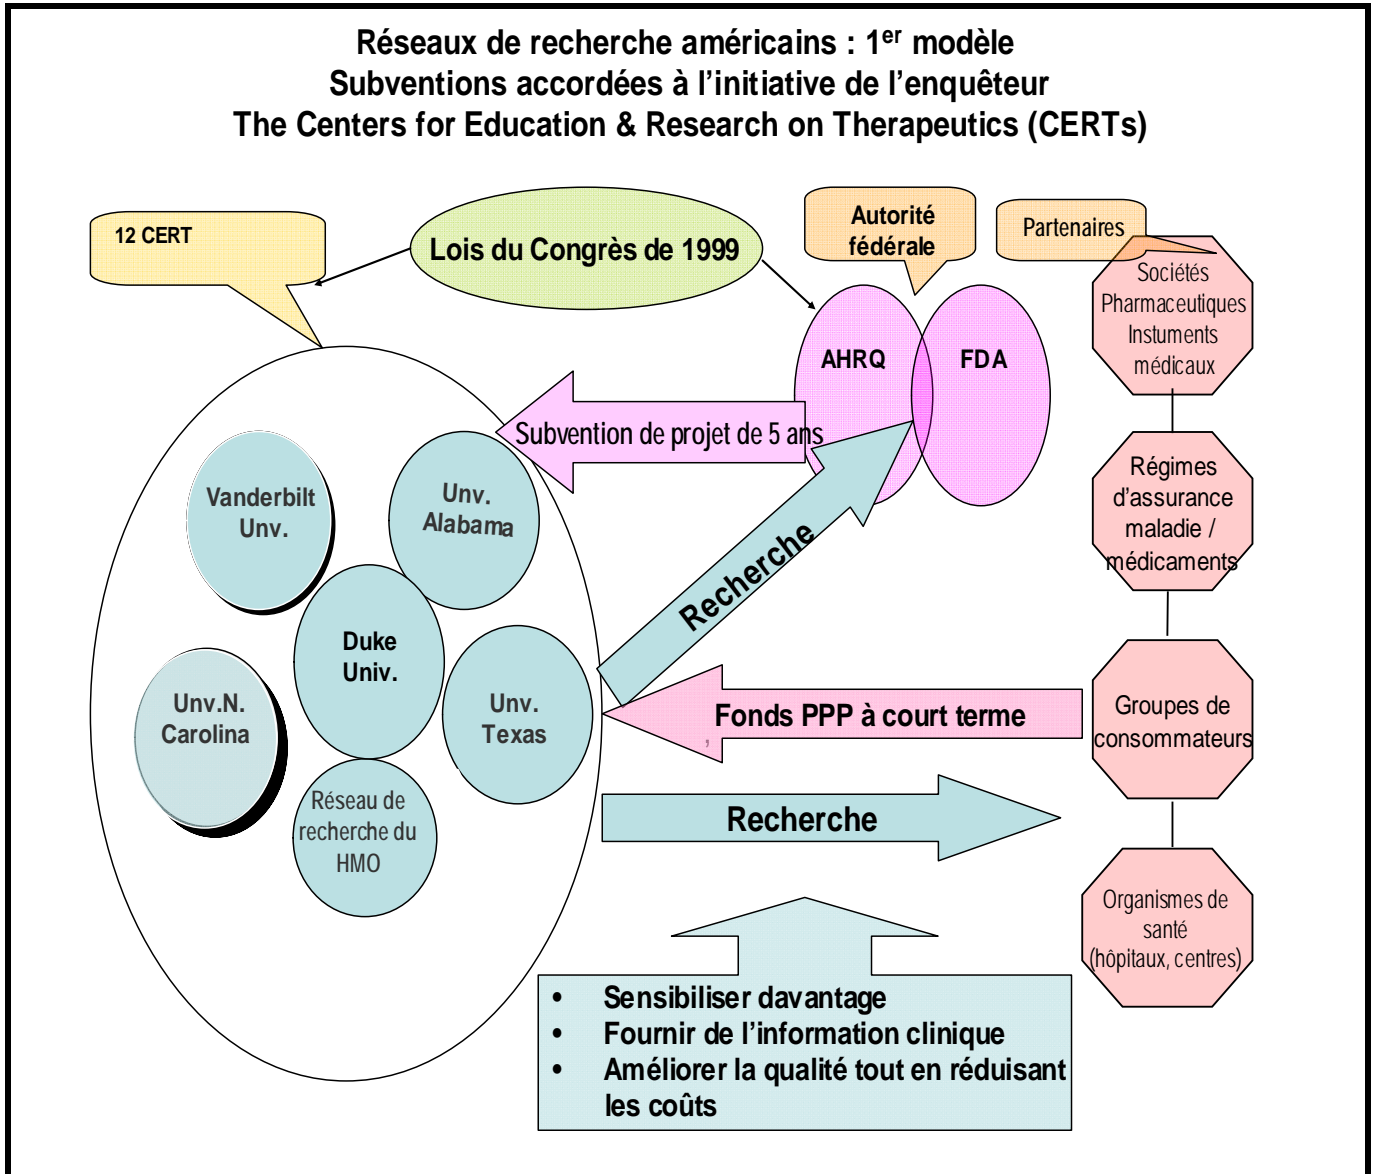 Réseaux de recherche américains : 1er modèle
Subventions accordées à l’initiative de l’enquêteur
The Centers for Education & Research on Therapeutics (CERTs)
12 CERT
Lois du Congrès de 1999
Autorité
fédérale
Partenaires
Sociétés
Pharmaceutiques
Instuments
médicaux
AHRQ
FDA
Subvention de projet de 5 ans
Régimes
d’assurance
maladie /
médicaments
Vanderbilt
Unv.
Unv.
Alabama
Recherche
Duke
Univ.
Unv.N.
Carolina
Unv.
Texas
Fonds PPP à court terme
,
Groupes de
consommateurs
Réseau de
recherche du
HMO
Recherche
Organismes de
santé
(hôpitaux, centres)
• Sensibiliser davantage
• Fournir de l’information clinique
• Améliorer la qualité tout en réduisant
les coûts